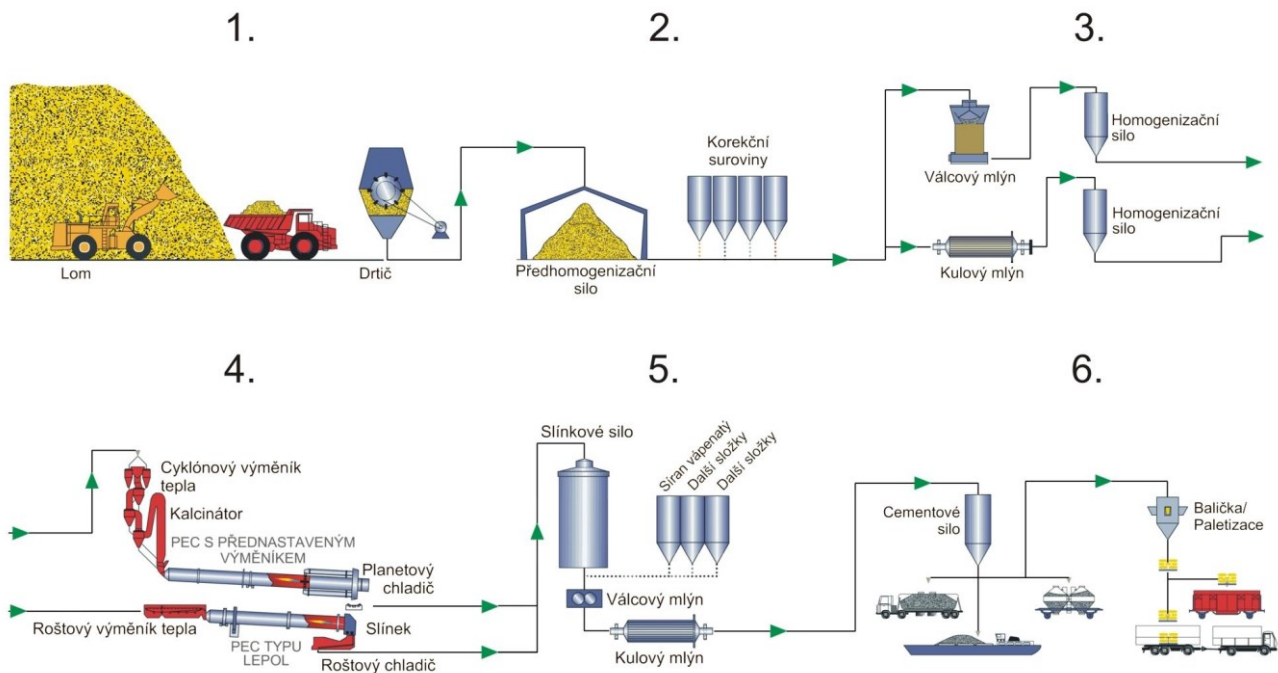 1.
2.
3.
Lom
Drtič
Předhomogenizační
silo
Korekční
suroviny
Válcový mlýn
Homogenizační
silo
Kulový mlýn
Homogenizační
silo
4.
5.
6.
Cyklónový výměník
tepla
Kalcinátor
PEC S PŘEDNASTAVENÝM
VÝMĚNÍKEM
Planetový
chladič
Roštový výměník tepla
Slínek
PEC TYPU
LEPOL
Roštový chladič
Slínkové silo
Síran vápenatý
Další složky
Další složky
Válcový mlýn
Kulový mlýn
Cementové
silo
Balička/
Paletizace